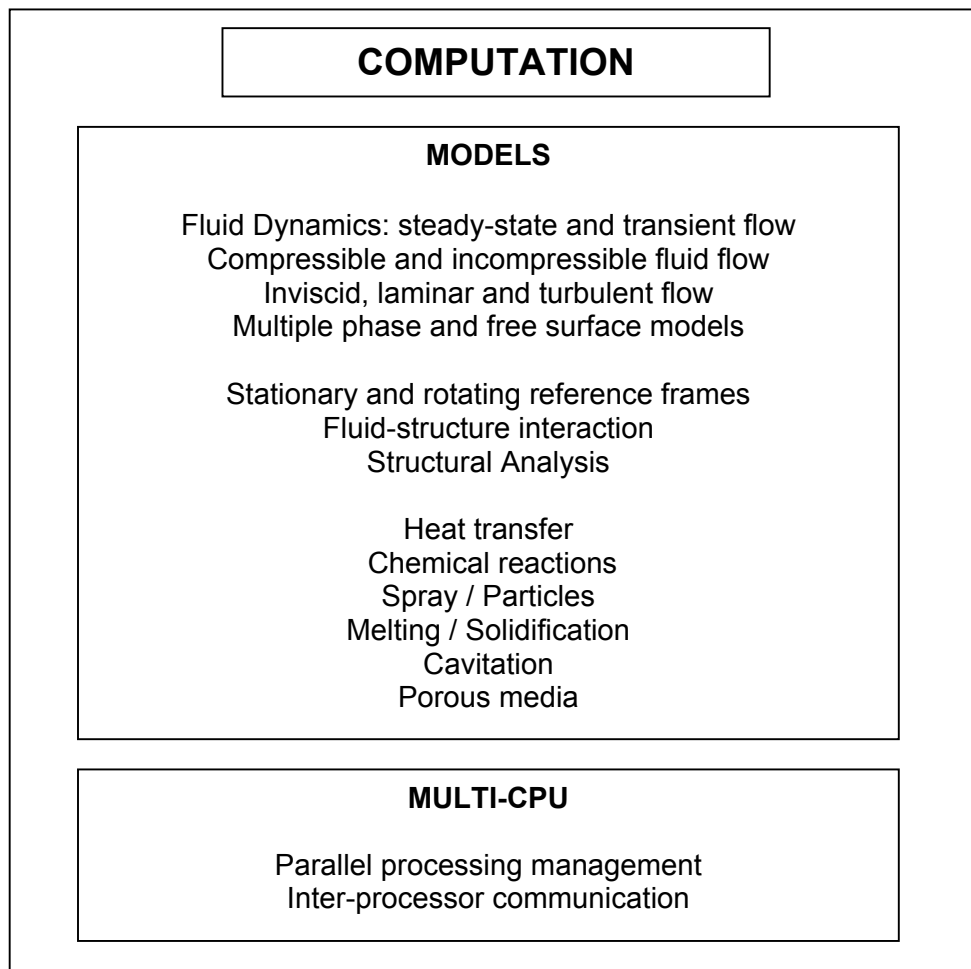 COMPUTATION
MODELS
Fluid Dynamics: steady-state and transient flow
Compressible and incompressible fluid flow
Inviscid, laminar and turbulent flow
Multiple phase and free surface models
Stationary and rotating reference frames
Fluid-structure interaction
Structural Analysis
Heat transfer
Chemical reactions
Spray / Particles
Melting / Solidification
Cavitation
Porous media
MULTI-CPU
Parallel processing management
Inter-processor communication